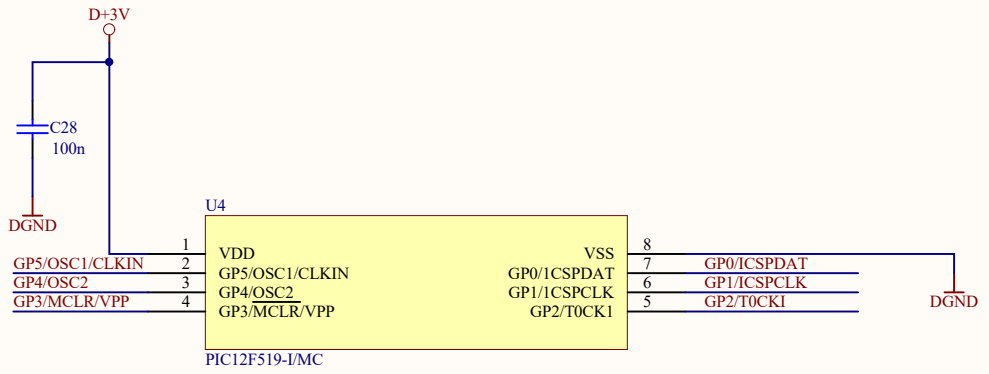 D+3V
C28
100n
DGND
U4
1
VDD
VSS
8
GP5/OSC1/CLKIN
2
GP5/OSC1/CLKIN
GP0/1CSPDAT
7
GP0/ICSPDAT
GP4/OSC2
3
GP4/OSC2
GP1/1CSPCLK
6
GP1/ICSPCLK
GP3/MCLR/VPP
4
GP3/MCLR/VPP
GP2/T0CK1
5
GP2/T0CKI
DGND
PIC12F519-I/MC